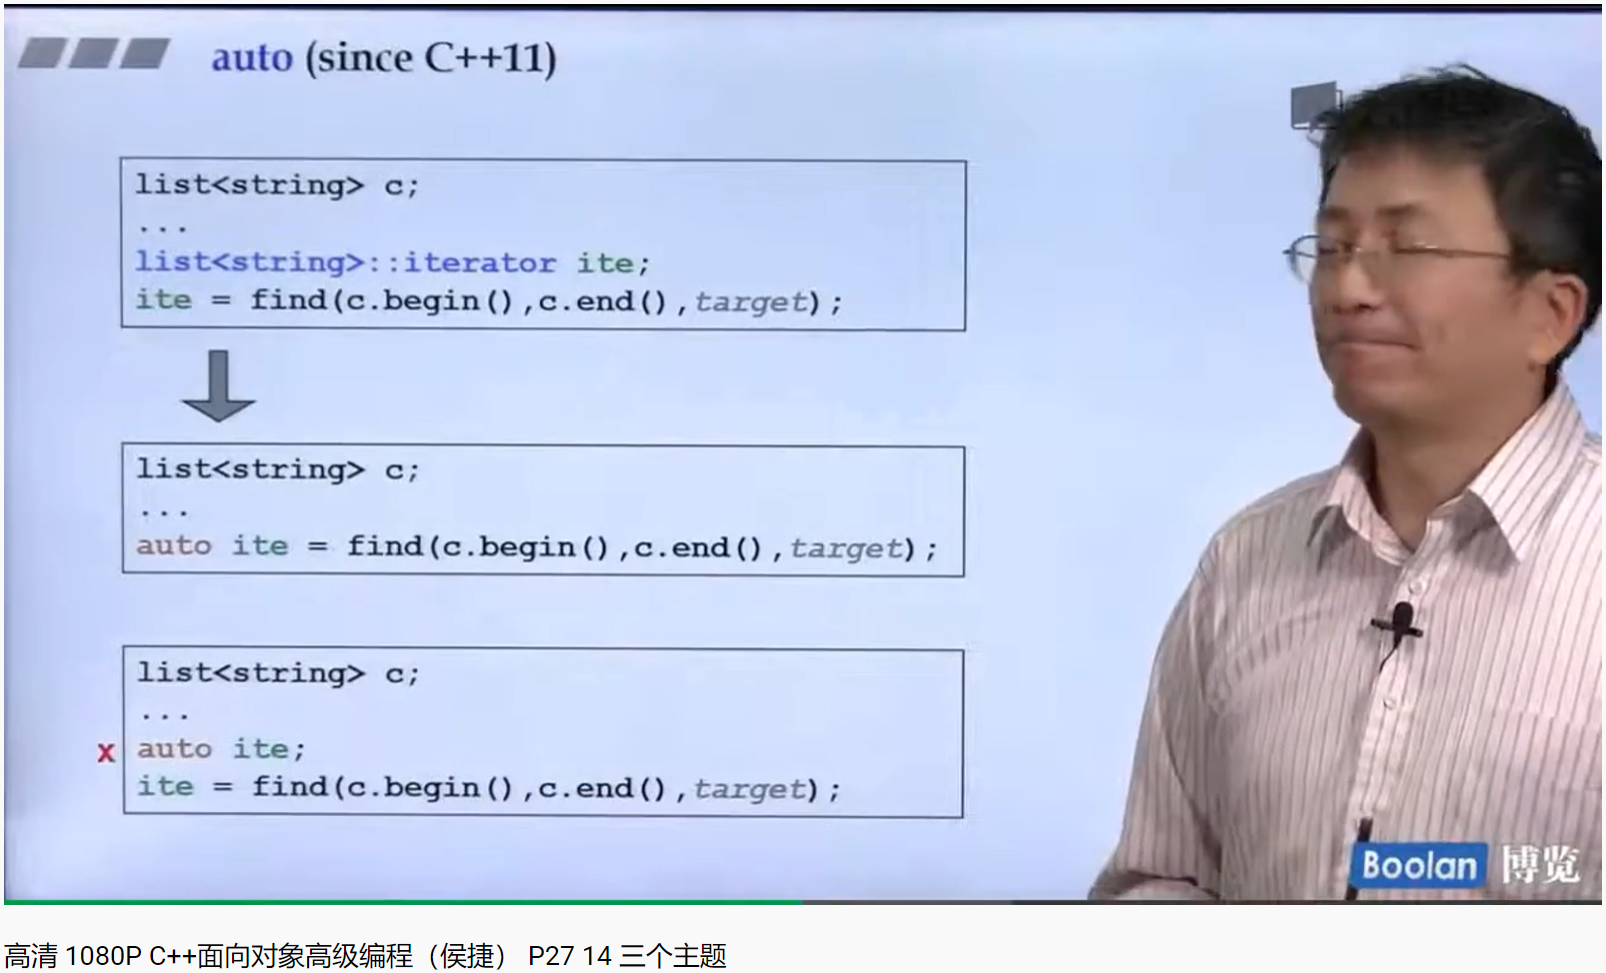 auto (since C++11)
list<string> c;
...
list<string>::iterator ite;
ite = find(c.begin(),c.end(),target);
list<string> c;
...
auto ite = find(c.begin(),c.end(),target);
list<string> c;
...
x auto ite;
ite = find(c.begin(),c.end(),target);
Boolan 博览
高清 1080P C++面向对象高级编程（侯捷） P27 14 三个主题